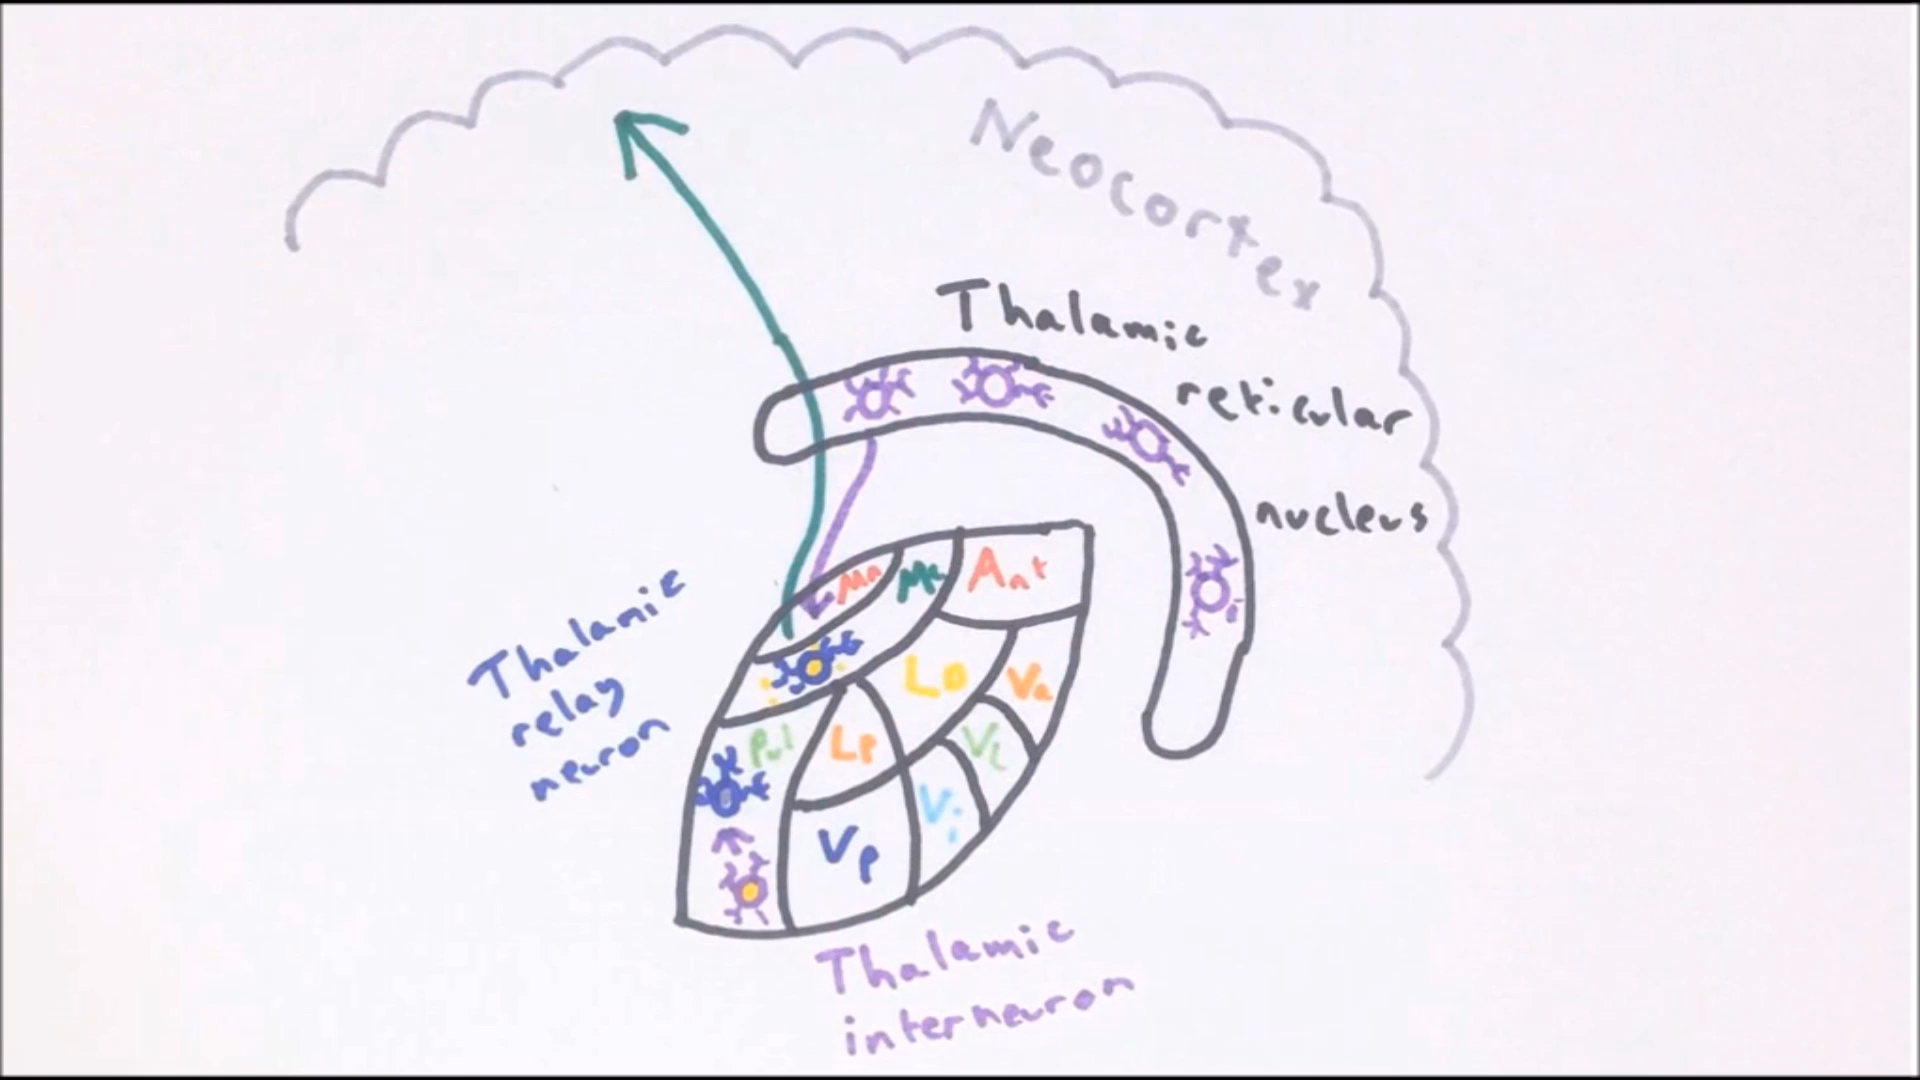 Neocortex
Thalamic
reticular
nucleus
Thalamic
relay
neuron
Ant
LD
Va
Pul
Lp
VL
Vi
Vp
Thalamic
interneuron